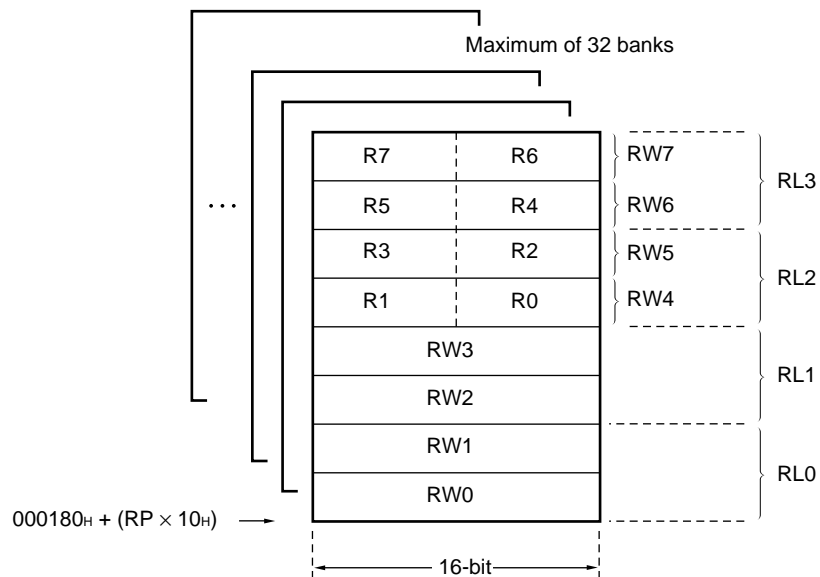 Maximum of 32 banks
R7 R6 RW7
RL3
R5 R4 RW6
...
R3 R2 RW5
RL2
R1 R0 RW4
RW3
RL1
RW2
RW1
RL0
RW0
000180H + (RP × 10H)
16-bit